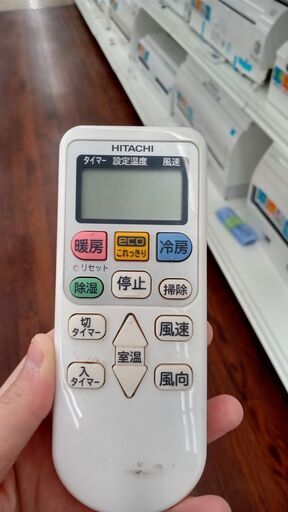 HITACHI
タイマー 設定温度 風速
暖房 eco これっきり 冷房
リセット
除湿 停止 掃除
切タイマー 風速
室温
入タイマー 風向